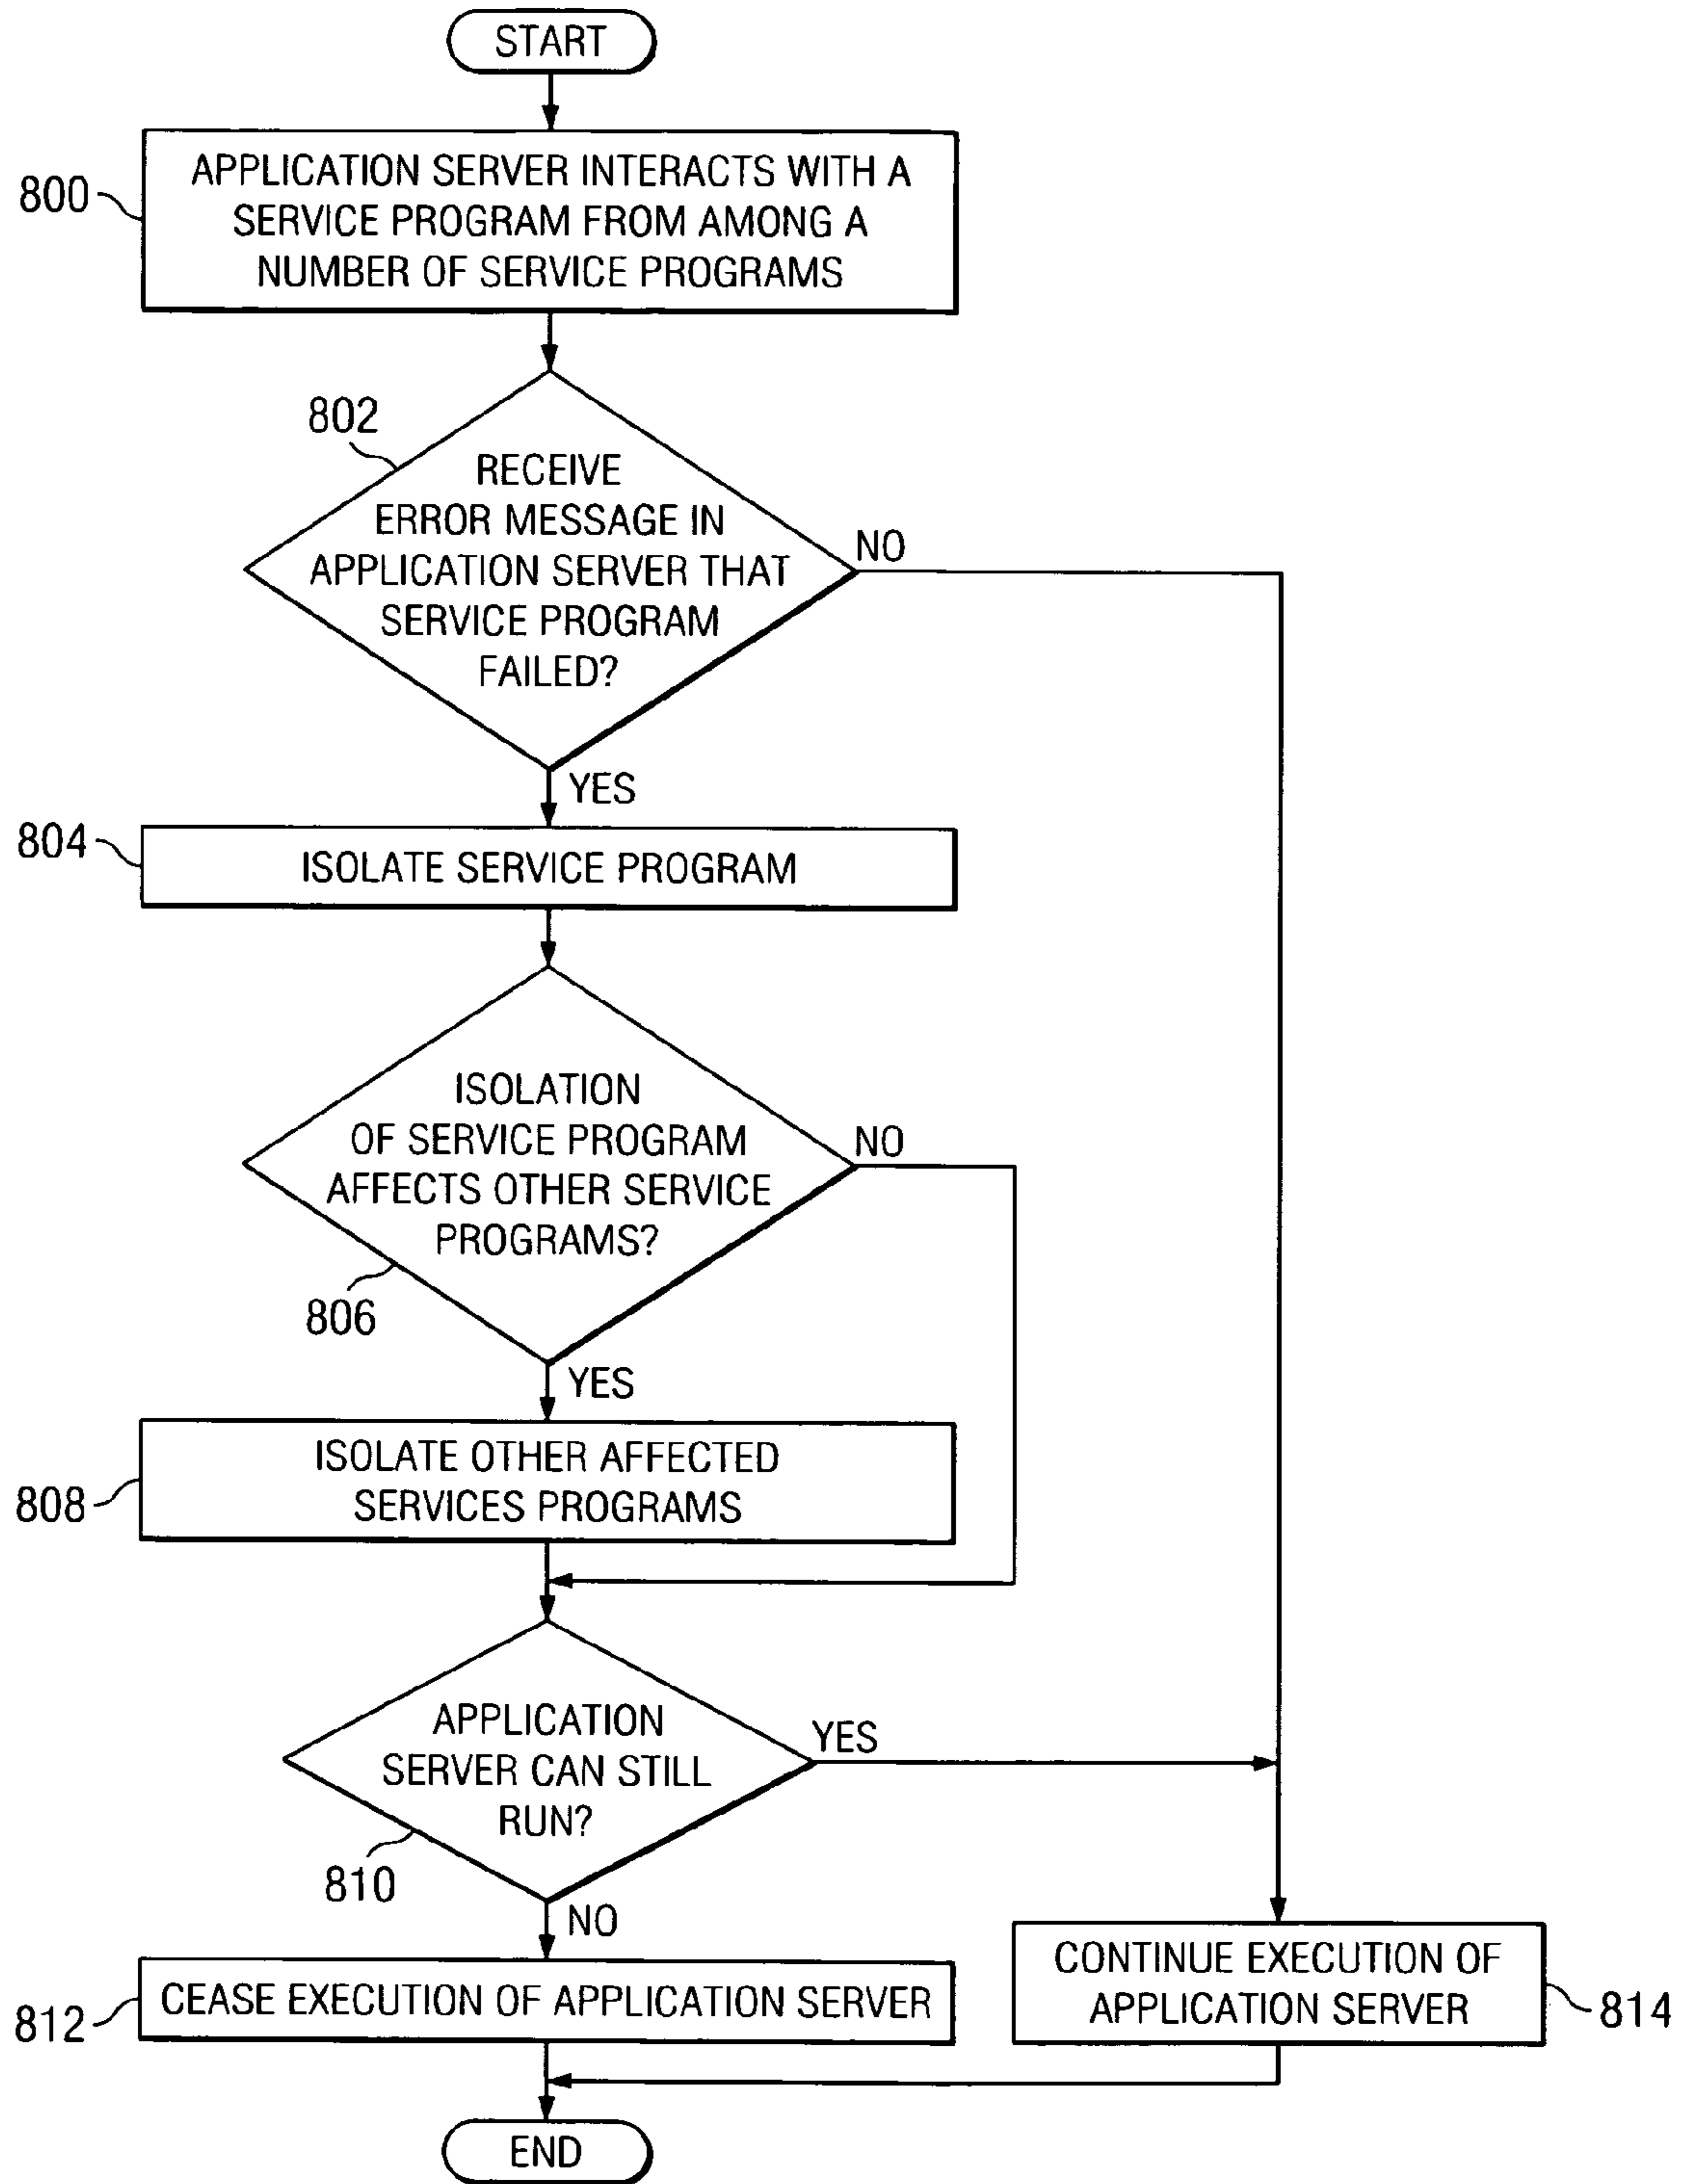 START
800
APPLICATION SERVER INTERACTS WITH A
SERVICE PROGRAM FROM AMONG A
NUMBER OF SERVICE PROGRAMS
802
RECEIVE
ERROR MESSAGE IN
APPLICATION SERVER THAT
SERVICE PROGRAM
FAILED?
NO
YES
804
ISOLATE SERVICE PROGRAM
ISOLATION
OF SERVICE PROGRAM
AFFECTS OTHER SERVICE
PROGRAMS?
NO
806
YES
808
ISOLATE OTHER AFFECTED
SERVICES PROGRAMS
APPLICATION
SERVER CAN STILL
RUN?
YES
810
NO
812
CEASE EXECUTION OF APPLICATION SERVER
CONTINUE EXECUTION OF
APPLICATION SERVER
814
END